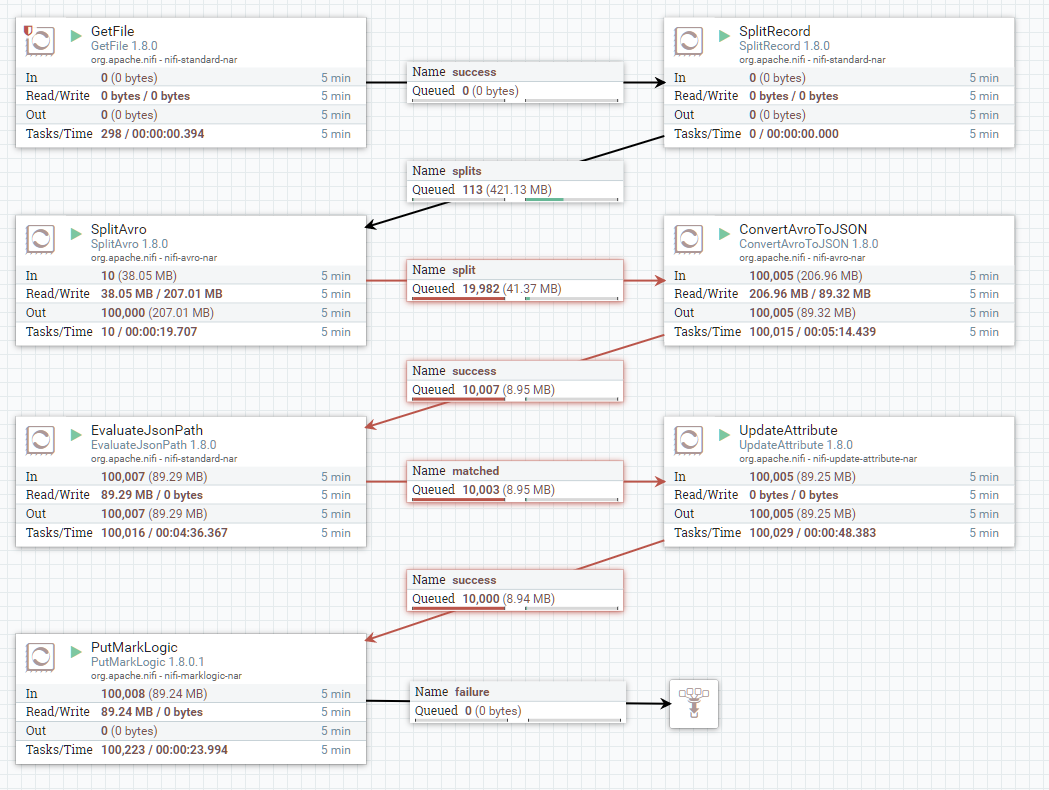 GetFile
GetFile 1.8.0
org.apache.nifi - nifi-standard-nar
In 0 (0 bytes) 5 min
Read/Write 0 bytes / 0 bytes 5 min
Out 0 (0 bytes) 5 min
Tasks/Time 298 / 00:00:00.394 5 min
Name success
Queued 0 (0 bytes)
SplitRecord
SplitRecord 1.8.0
org.apache.nifi - nifi-standard-nar
In 0 (0 bytes) 5 min
Read/Write 0 bytes / 0 bytes 5 min
Out 0 (0 bytes) 5 min
Tasks/Time 0 / 00:00:00.000 5 min
Name splits
Queued 113 (421.13 MB)
SplitAvro
SplitAvro 1.8.0
org.apache.nifi - nifi-avro-nar
In 10 (38.05 MB) 5 min
Read/Write 38.05 MB / 207.01 MB 5 min
Out 100,000 (207.01 MB) 5 min
Tasks/Time 10 / 00:00:19.707 5 min
Name split
Queued 19,982 (41.37 MB)
ConvertAvroToJSON
ConvertAvroToJSON 1.8.0
org.apache.nifi - nifi-avro-nar
In 100,005 (206.96 MB) 5 min
Read/Write 206.96 MB / 89.32 MB 5 min
Out 100,005 (89.32 MB) 5 min
Tasks/Time 100,015 / 00:05:14.439 5 min
Name success
Queued 10,007 (8.95 MB)
EvaluateJsonPath
EvaluateJsonPath 1.8.0
org.apache.nifi - nifi-standard-nar
In 100,007 (89.29 MB) 5 min
Read/Write 89.29 MB / 0 bytes 5 min
Out 100,007 (89.29 MB) 5 min
Tasks/Time 100,016 / 00:04:36.367 5 min
Name matched
Queued 10,003 (8.95 MB)
UpdateAttribute
UpdateAttribute 1.8.0
org.apache.nifi - nifi-update-attribute-nar
In 100,005 (89.25 MB) 5 min
Read/Write 0 bytes / 0 bytes 5 min
Out 100,005 (89.25 MB) 5 min
Tasks/Time 100,029 / 00:00:48.383 5 min
Name success
Queued 10,000 (8.94 MB)
PutMarkLogic
PutMarkLogic 1.8.0.1
org.apache.nifi - nifi-marklogic-nar
In 100,008 (89.24 MB) 5 min
Read/Write 89.24 MB / 0 bytes 5 min
Out 0 (0 bytes) 5 min
Tasks/Time 100,223 / 00:00:23.994 5 min
Name failure
Queued 0 (0 bytes)